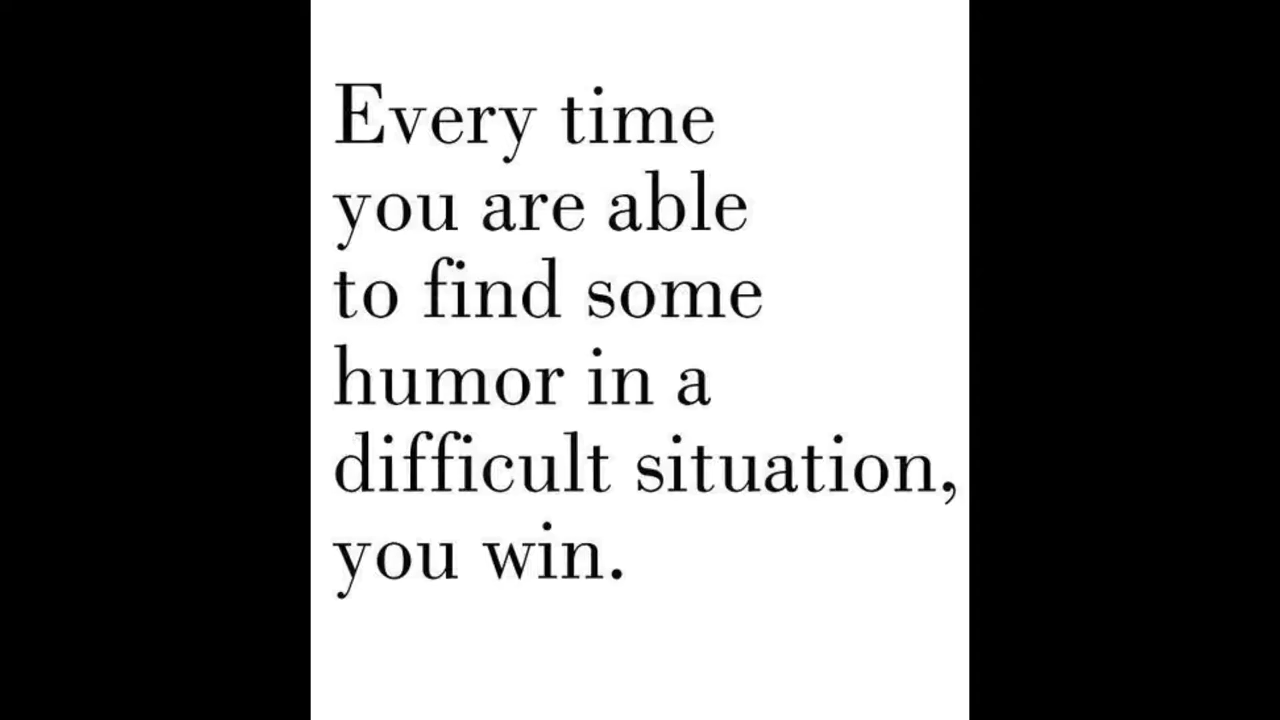 Every time
you are able
to find some
humor in a
difficult situation,
you win.